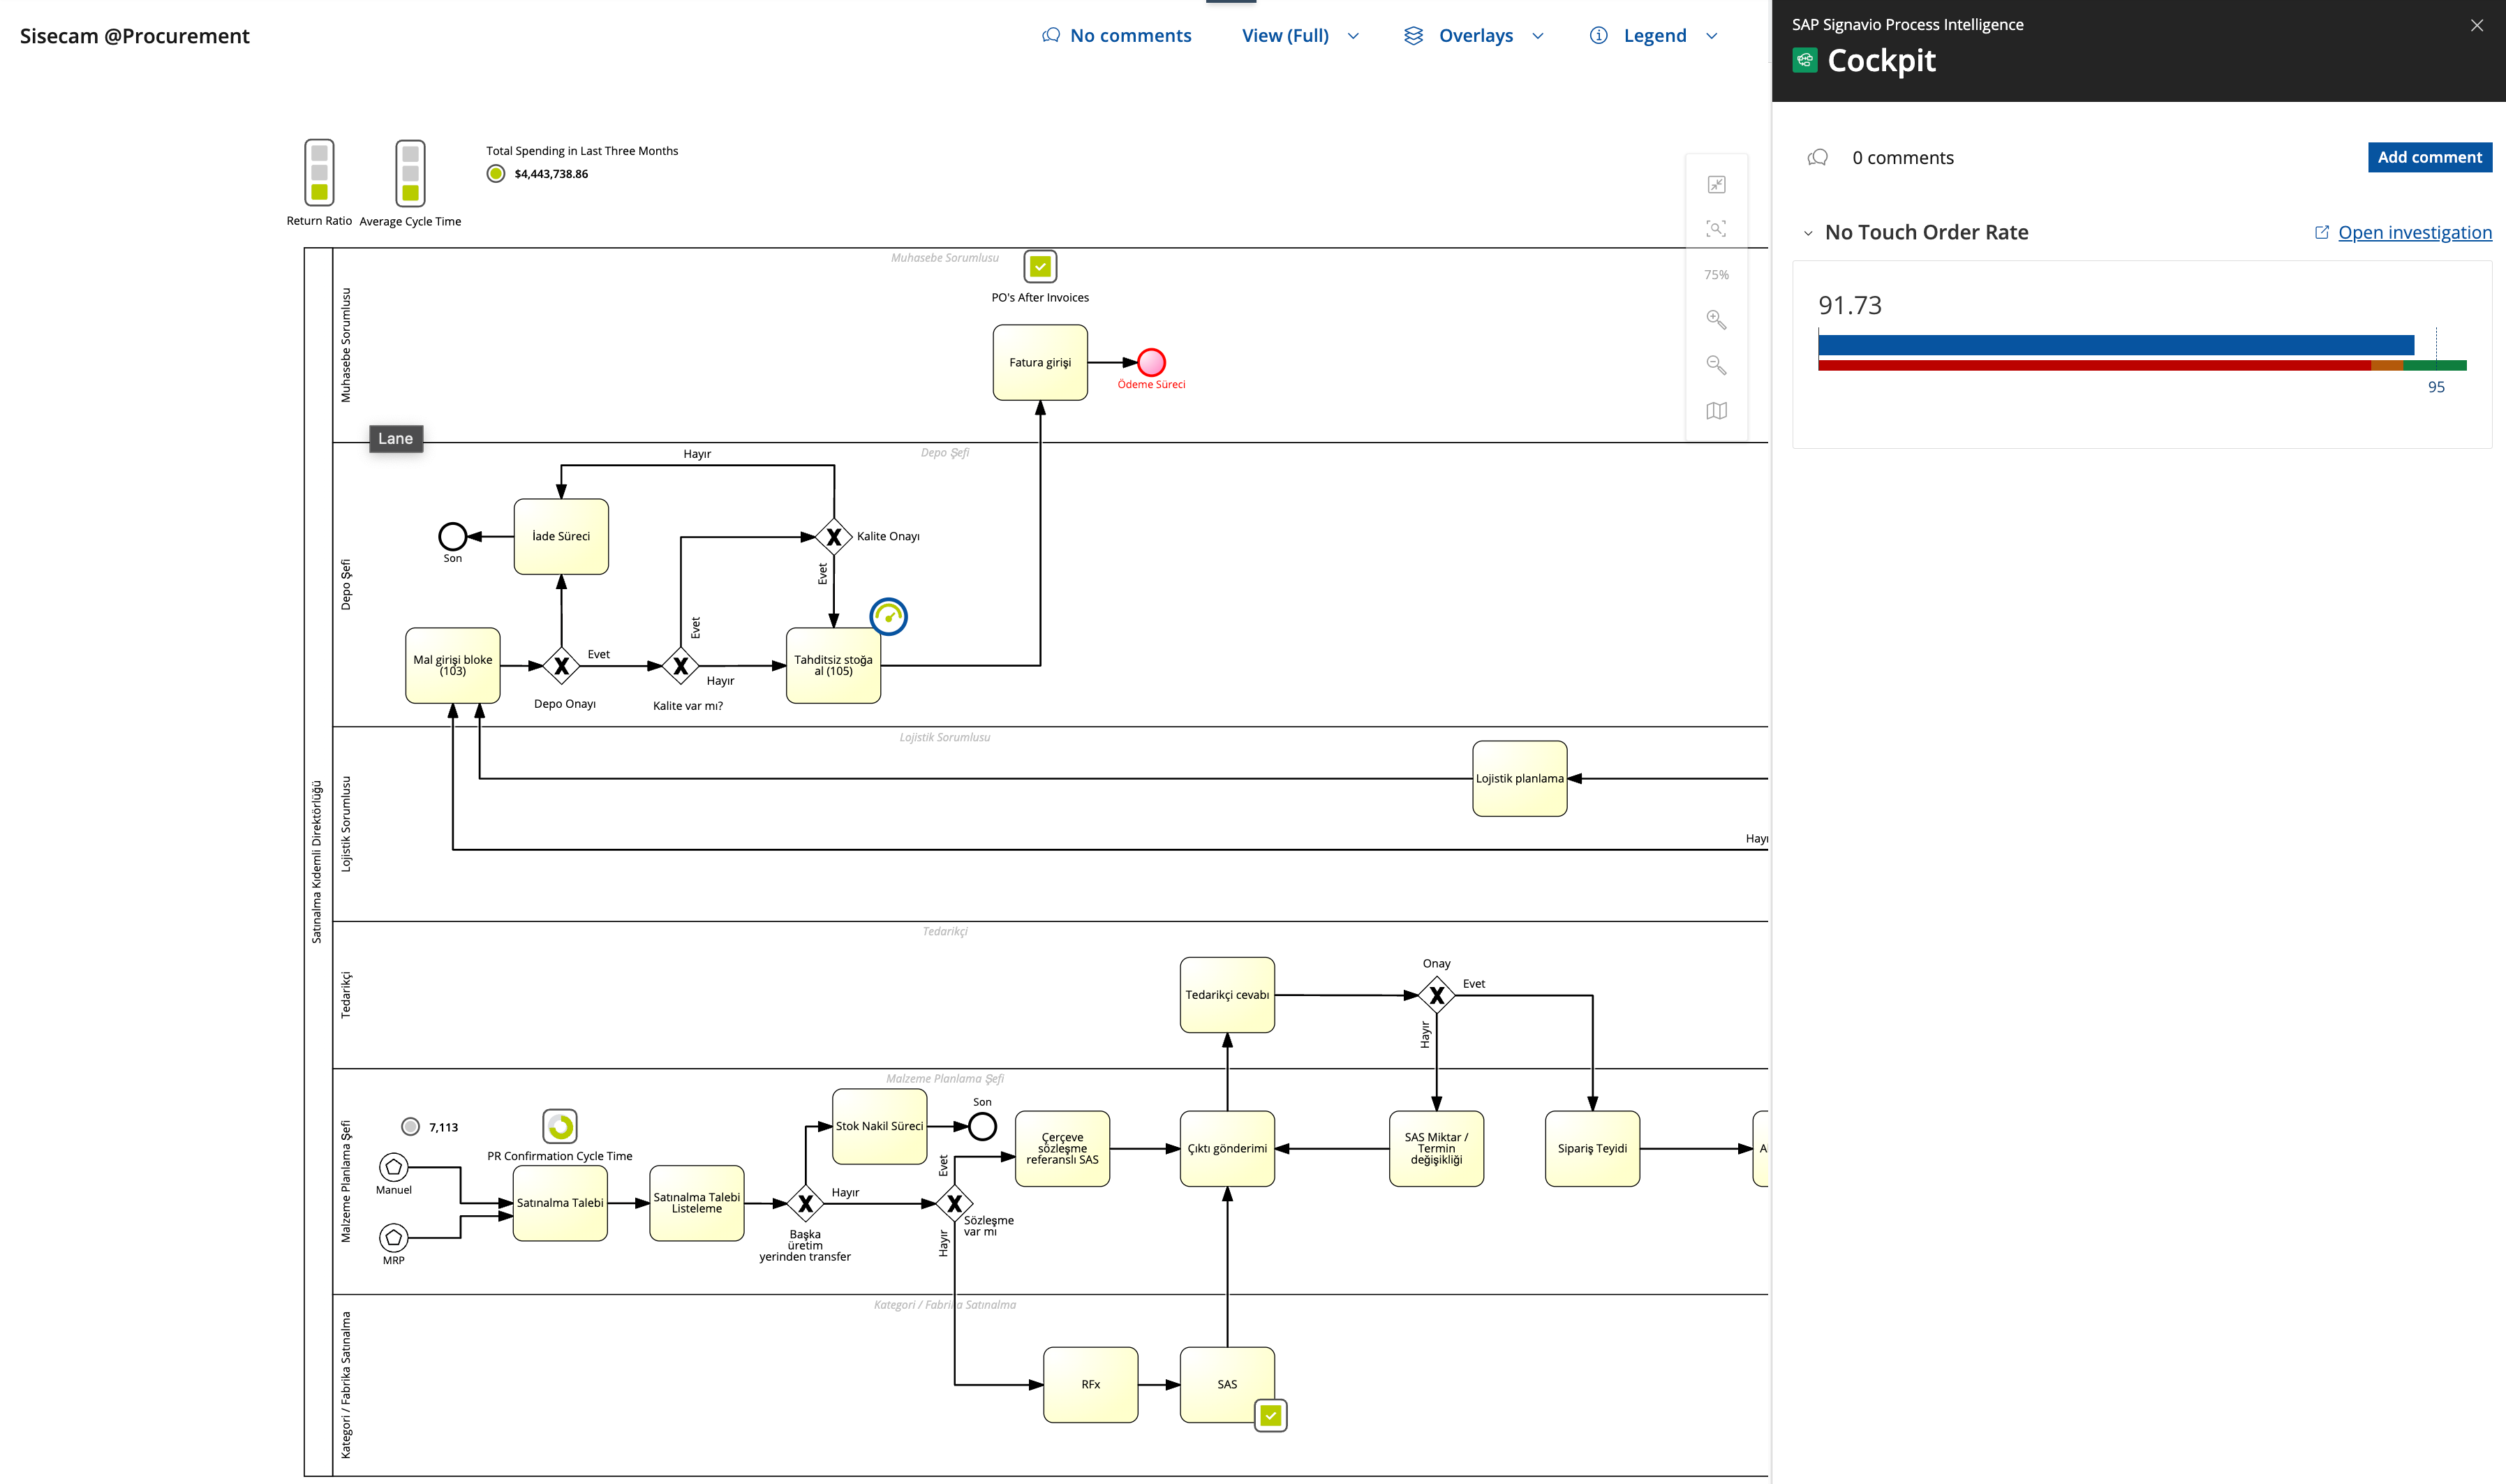 Sisecam @Procurement
No comments
View (Full)
Overlays
Legend
SAP Signavio Process Intelligence
Cockpit
0 comments
Add comment
No Touch Order Rate
Open investigation
91.73
95
Return Ratio
Average Cycle Time
Total Spending in Last Three Months
$4,443,738.86
75%
Satınalma Kıdemli Direktörlüğü
Muhasebe Sorumlusu
Muhasebe Sorumlusu
PO's After Invoices
Fatura girişi
Ödeme Süreci
Lane
Depo Şefi
Depo Şefi
Hayır
İade Süreci
Son
Kalite Onayı
Evet
Evet
Mal girişi bloke
(103)
Evet
Depo Onayı
Kalite var mı?
Hayır
Tahditsiz stoğa
al (105)
Lojistik Sorumlusu
Lojistik Sorumlusu
Lojistik planlama
Hayı
Tedarikçi
Tedarikçi
Tedarikçi cevabı
Onay
Evet
Hayır
Malzeme Planlama Şefi
Malzeme Planlama Şefi
7,113
PR Confirmation Cycle Time
Manuel
MRP
Satınalma Talebi
Satınalma Talebi
Listeleme
Stok Nakil Süreci
Son
Hayır
Başka
üretim
yerinden transfer
Evet
Sözleşme
var mı
Hayır
Çerçeve
sözleşme
referanslı SAS
Çıktı gönderimi
SAS Miktar /
Termin
değişikliği
Sipariş Teyidi
Kategori / Fabrika Satınalma
Kategori / Fabrika Satınalma
RFx
SAS